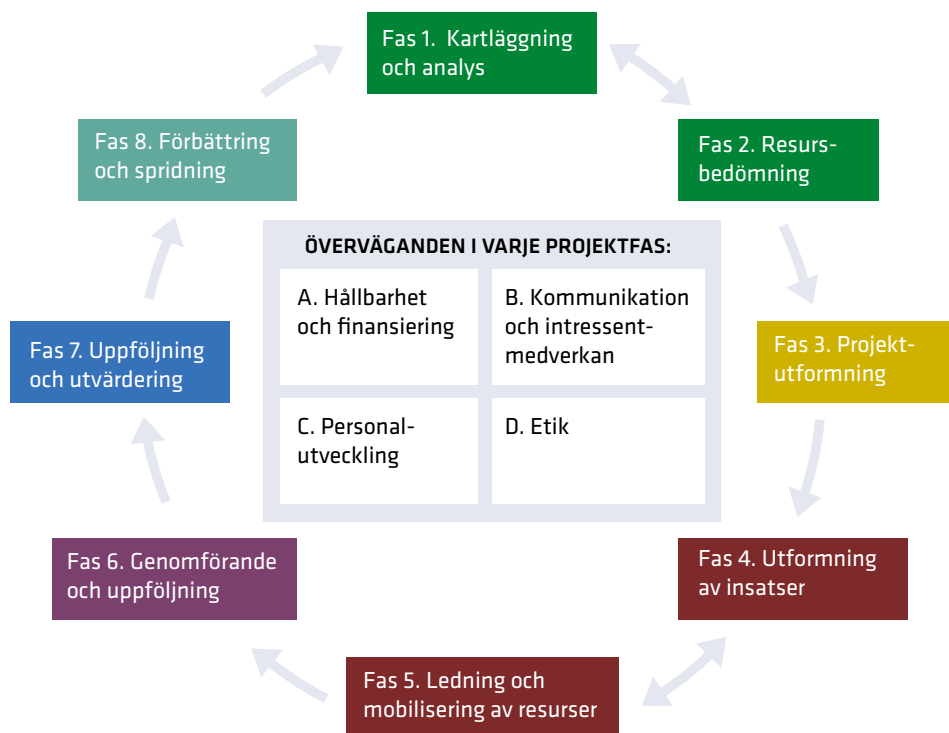 Fas 1. Kartläggning
och analys
Fas 2. Resurs-
bedömning
Fas 3. Projekt-
utformning
Fas 4. Utformning
av insatser
Fas 5. Ledning och
mobilisering av resurser
Fas 6. Genomförande
och uppföljning
Fas 7. Uppföljning
och utvärdering
Fas 8. Förbättring
och spridning
ÖVERVÄGANDEN I VARJE PROJEKTFAS:
A. Hållbarhet
och finansiering
B. Kommunikation
och intressent-
medverkan
C. Personal-
utveckling
D. Etik